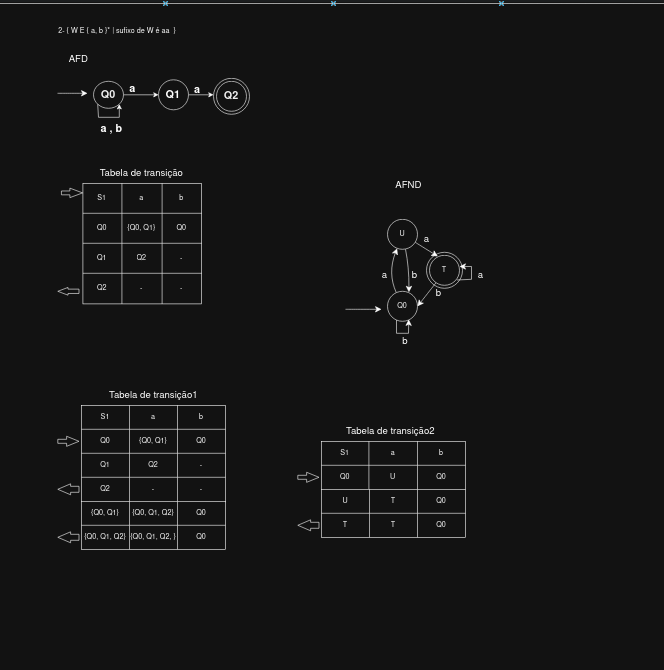 2- { W E { a, b }* | sufixo de W é aa }
AFD
Q0 a Q1 a Q2
a , b
Tabela de transição
S1 a b
Q0 {Q0, Q1} Q0
Q1 Q2 -
Q2 - -
AFND
U
a
T
a
a b
b
Q0
b
Tabela de transição1
S1 a b
Q0 {Q0, Q1} Q0
Q1 Q2 -
Q2 - -
{Q0, Q1} {Q0, Q1, Q2} Q0
{Q0, Q1, Q2} {Q0, Q1, Q2, } Q0
Tabela de transição2
S1 a b
Q0 U Q0
U T Q0
T T Q0